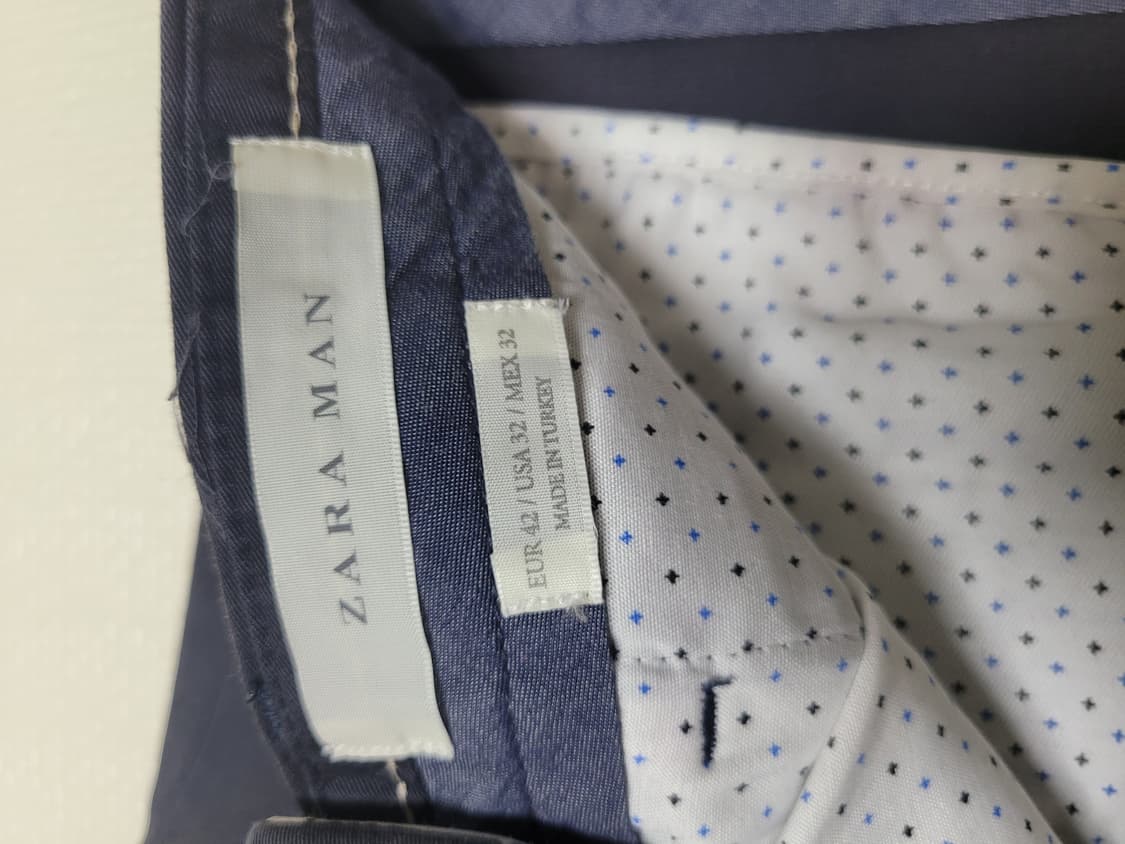 ZARA MAN
EUR 42 / USA 32 / MEX 32
MADE IN TURKEY